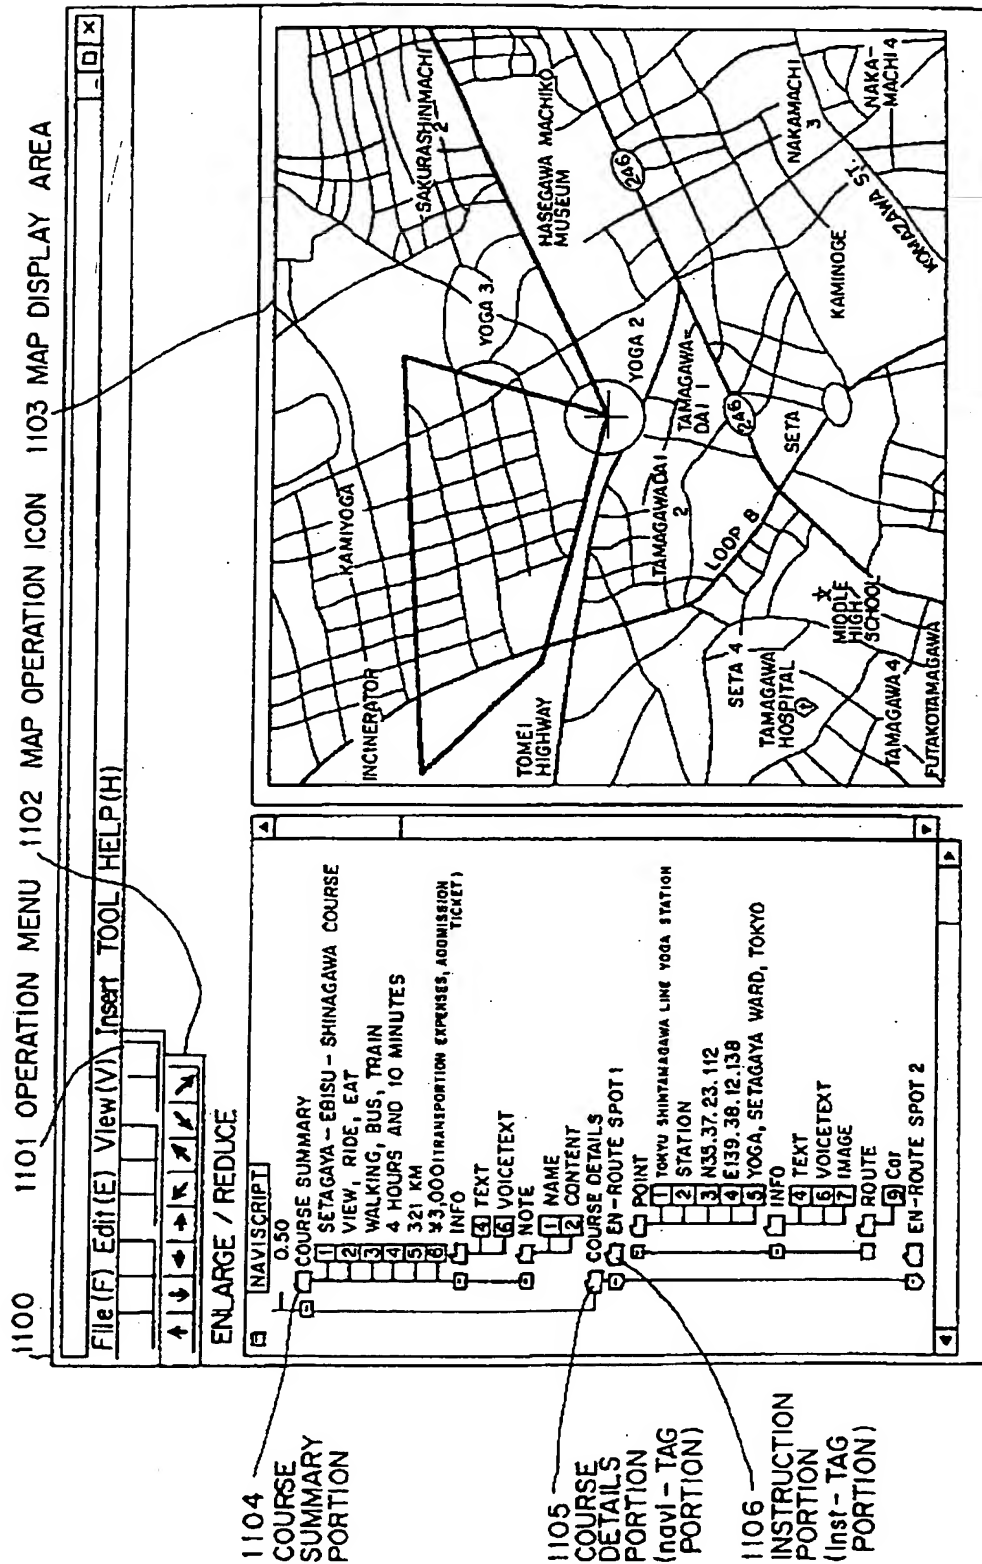 1100
1101 OPERATION MENU
1102 MAP OPERATION ICON
1103 MAP DISPLAY AREA
File(F) Edit(E) View(V) Insert TOOL HELP(H)
ENLARGE / REDUCE
NAVISCRIPT
0.50
COURSE SUMMARY
1 SETAGAYA – EBISU – SHINAGAWA COURSE
2 VIEW, RIDE, EAT
3 WALKING, BUS, TRAIN
4 4 HOURS AND 10 MINUTES
5 321 KM
6 ¥3,000(TRANSPORTION EXPENSES, ADOMISSION TICKET)
INFO
4 TEXT
6 VOICETEXT
NOTE
1 NAME
2 CONTENT
COURSE DETAILS
EN-ROUTE SPOT 1
POINT
1 TOKYU SHINTAMAGAWA LINE YOGA STATION
2 STATION
3 N35.37.23.112
4 E139.38.12.138
5 YOGA, SETAGAYA WARD, TOKYO
INFO
4 TEXT
6 VOICETEXT
7 IMAGE
ROUTE
9 Car
EN-ROUTE SPOT 2
1104
COURSE
SUMMARY
PORTION
1105
COURSE
DETAILS
PORTION
(navi-TAG
PORTION)
1106
INSTRUCTION
PORTION
(Inst-TAG
PORTION)
INCINERATOR
KAMIYOGA
YOGA 3
SAKURASHINMACHI
2
HASEGAWA MACHIKO
MUSEUM
246
TOMEI
HIGHWAY
YOGA 2
TAMAGAWADAI
2
TAMAGAWA
DAI 1
246
NAKAMACHI
3
NAKA-
MACHI 4
SETA 4
LOOP 8
SETA
KAMINOGE
KOMAZAWA ST.
TAMAGAWA
HOSPITAL
文
MIDDLE
HIGH
SCHOOL
TAMAGAWA 4
FUTAKOTAMAGAWA